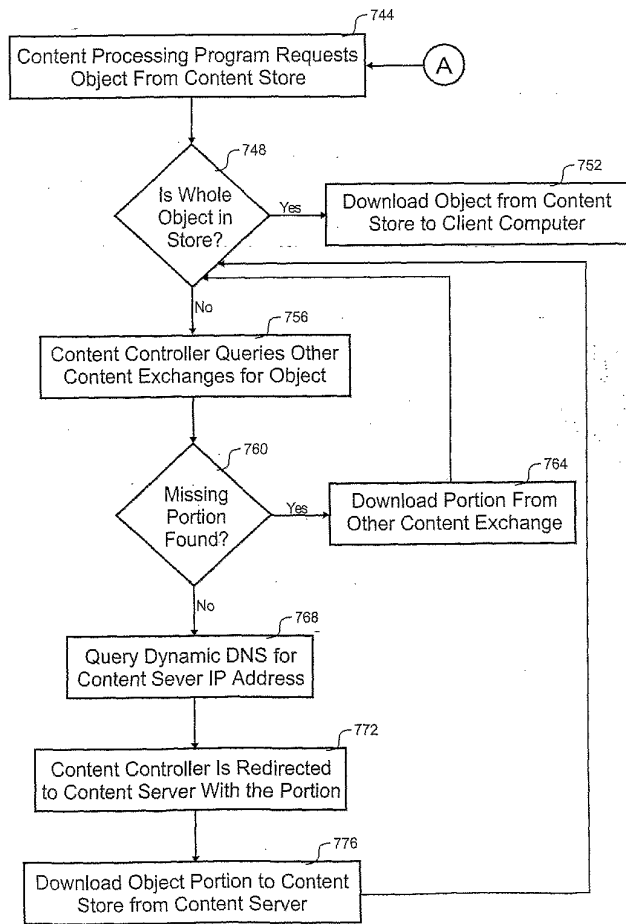 744
Content Processing Program Requests
Object From Content Store
A
748
Is Whole
Object in
Store?
Yes
752
Download Object from Content
Store to Client Computer
No
756
Content Controller Queries Other
Content Exchanges for Object
760
Missing
Portion
Found?
Yes
764
Download Portion From
Other Content Exchange
No
768
Query Dynamic DNS for
Content Sever IP Address
772
Content Controller Is Redirected
to Content Server With the Portion
776
Download Object Portion to Content
Store from Content Server